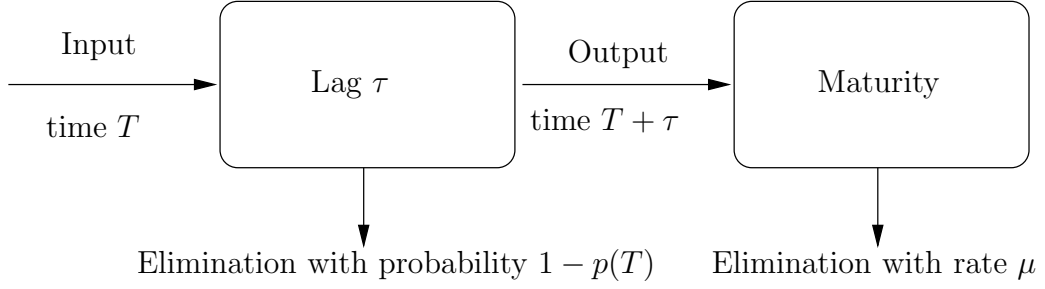 Input
time T
Lag τ
Output
time T + τ
Maturity
Elimination with probability 1 − p(T)
Elimination with rate μ